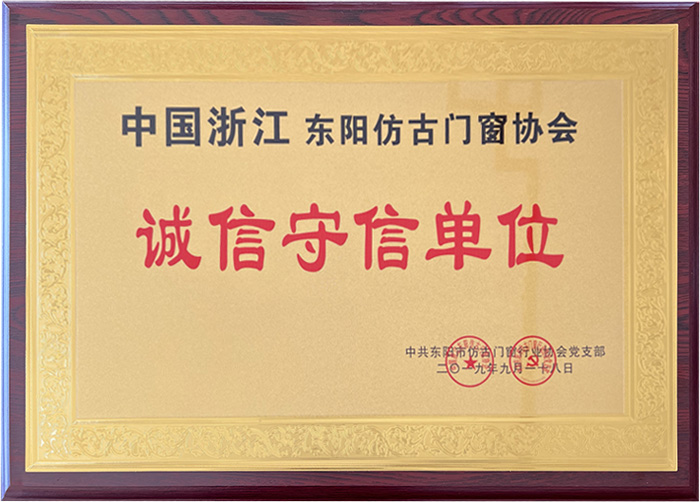 中国浙江 东阳仿古门窗协会
诚信守信单位
中共东阳市仿古门窗行业协会党支部
二〇一九年九月二十八日